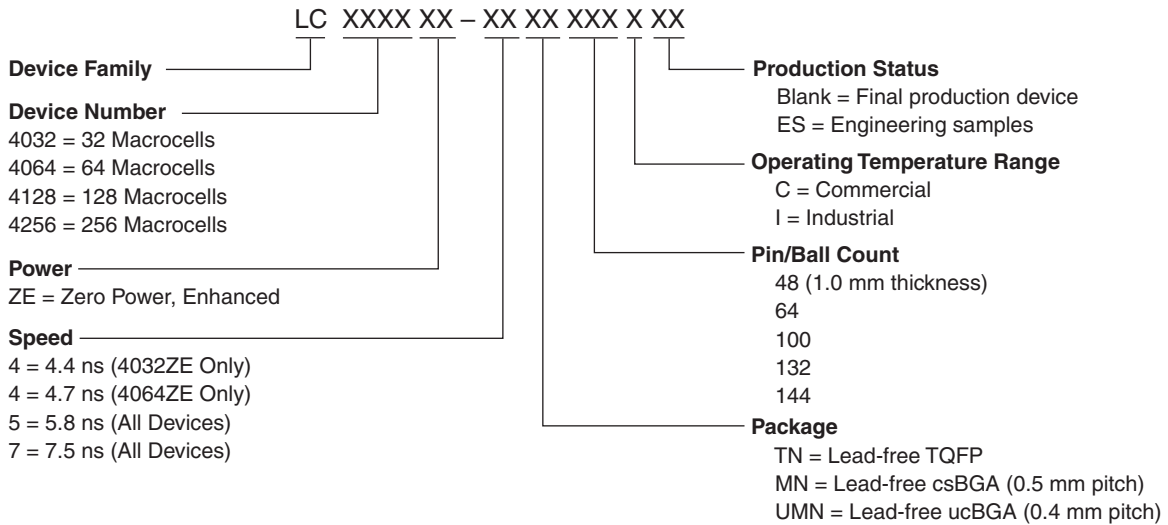 LC XXXX XX – XX XX XXX X XX
Device Family
Device Number
4032 = 32 Macrocells
4064 = 64 Macrocells
4128 = 128 Macrocells
4256 = 256 Macrocells
Power
ZE = Zero Power, Enhanced
Speed
4 = 4.4 ns (4032ZE Only)
4 = 4.7 ns (4064ZE Only)
5 = 5.8 ns (All Devices)
7 = 7.5 ns (All Devices)
Production Status
Blank = Final production device
ES = Engineering samples
Operating Temperature Range
C = Commercial
I = Industrial
Pin/Ball Count
48 (1.0 mm thickness)
64
100
132
144
Package
TN = Lead-free TQFP
MN = Lead-free csBGA (0.5 mm pitch)
UMN = Lead-free ucBGA (0.4 mm pitch)